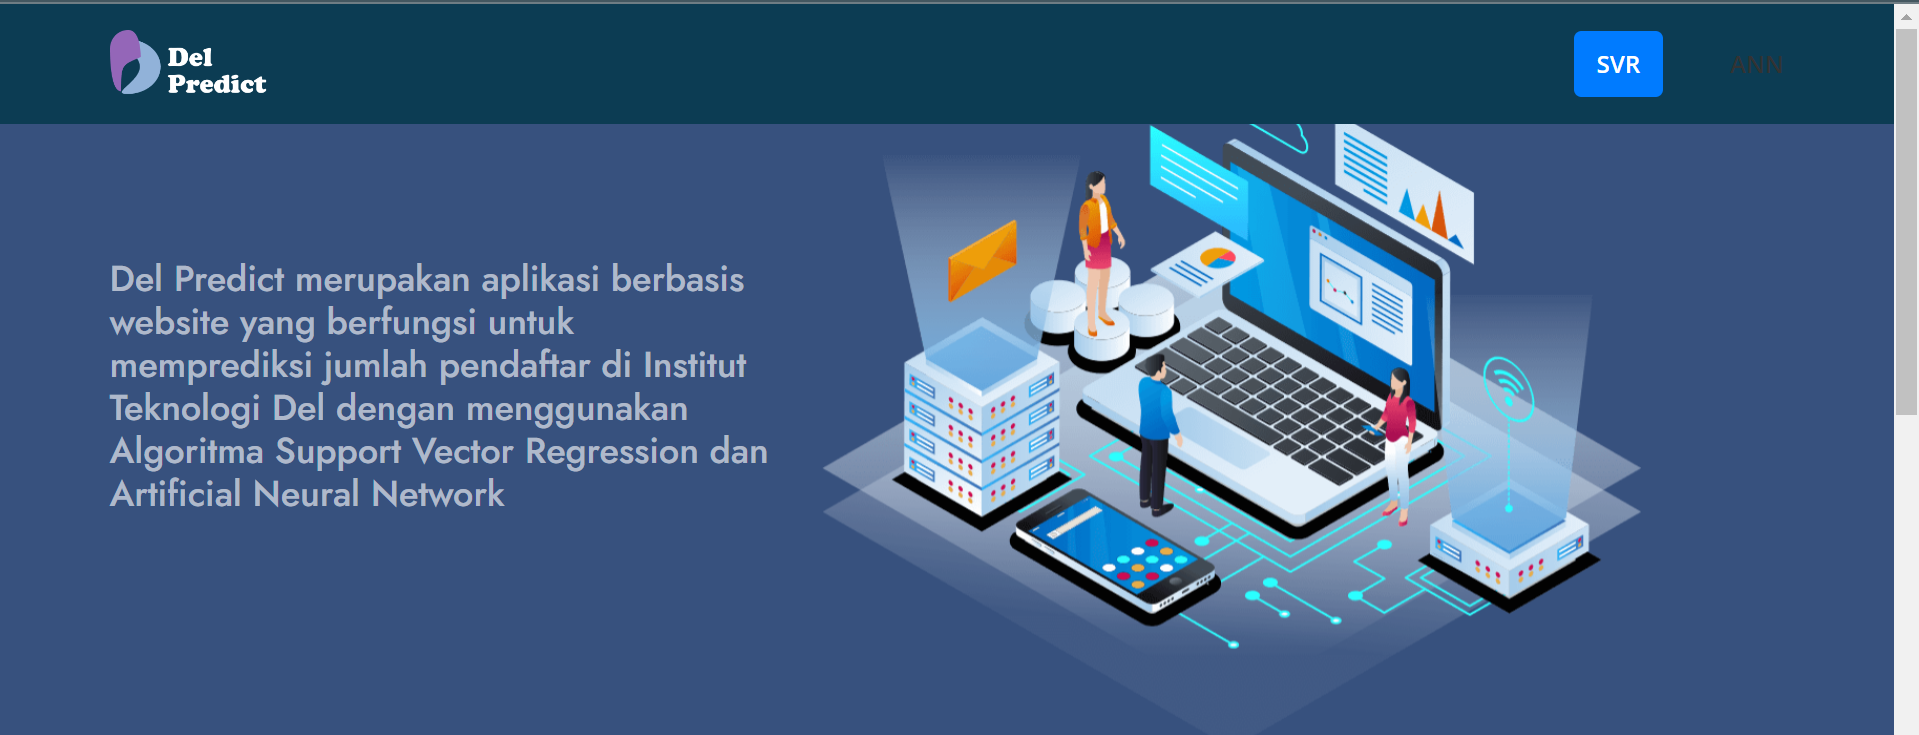 Del
Predict
SVR
ANN
Del Predict merupakan aplikasi berbasis
website yang berfungsi untuk
memprediksi jumlah pendaftar di Institut
Teknologi Del dengan menggunakan
Algoritma Support Vector Regression dan
Artificial Neural Network